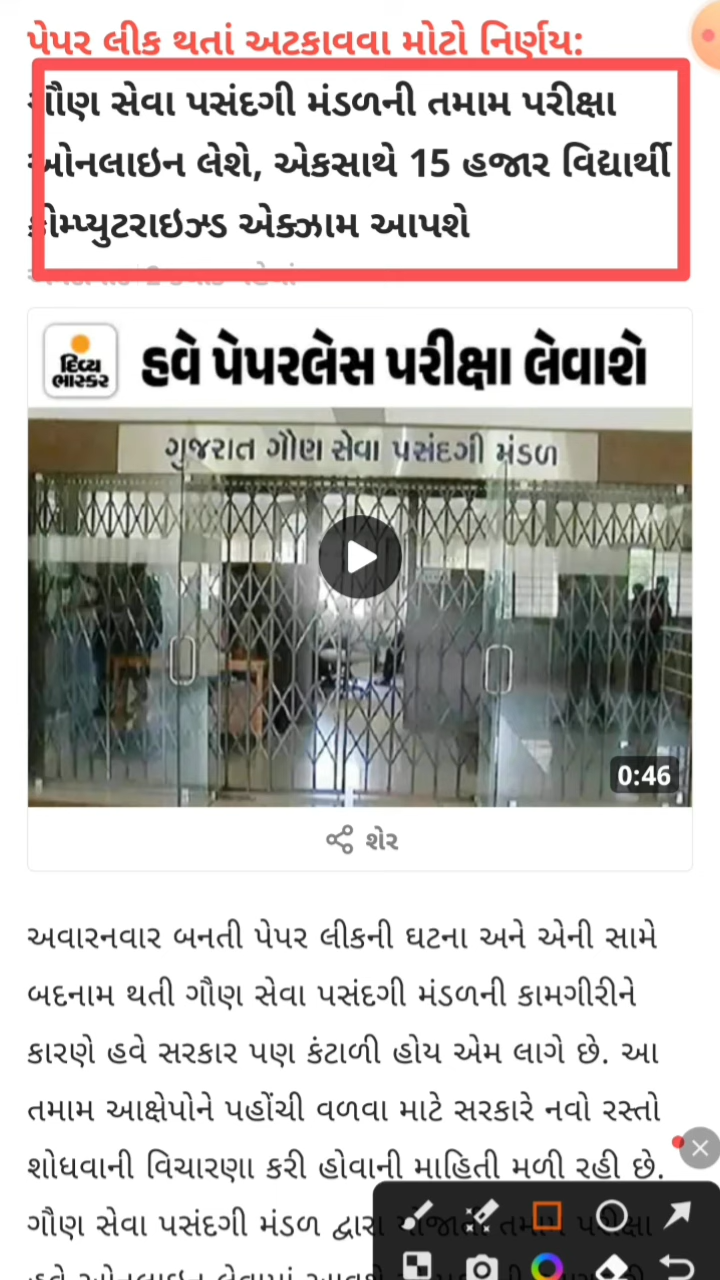 પેપર લીક થતાં અટકાવવા મોટો નિર્ણય:
ગૌણ સેવા પસંદગી મંડળની તમામ પરીક્ષા
ઓનલાઇન લેશે, એકસાથે 15 હજાર વિદ્યાર્થી
કોમ્પ્યુટરાઇઝ્ડ એક્ઝામ આપશે
દિવ્ય
ભાસ્કર
હવે પેપરલેસ પરીક્ષા લેવાશે
ગુજરાત ગૌણ સેવા પસંદગી મંડળ
0:46
શેર
અવારનવાર બનતી પેપર લીકની ઘટના અને એની સામે
બદનામ થતી ગૌણ સેવા પસંદગી મંડળની કામગીરીને
કારણે હવે સરકાર પણ કંટાળી હોય એમ લાગે છે. આ
તમામ આક્ષેપોને પહોંચી વળવા માટે સરકારે નવો રસ્તો
શોધવાની વિચારણા કરી હોવાની માહિતી મળી રહી છે.
ગૌણ સેવા પસંદગી મંડળ દ્વારા યોજાતી તમામ પરીક્ષા